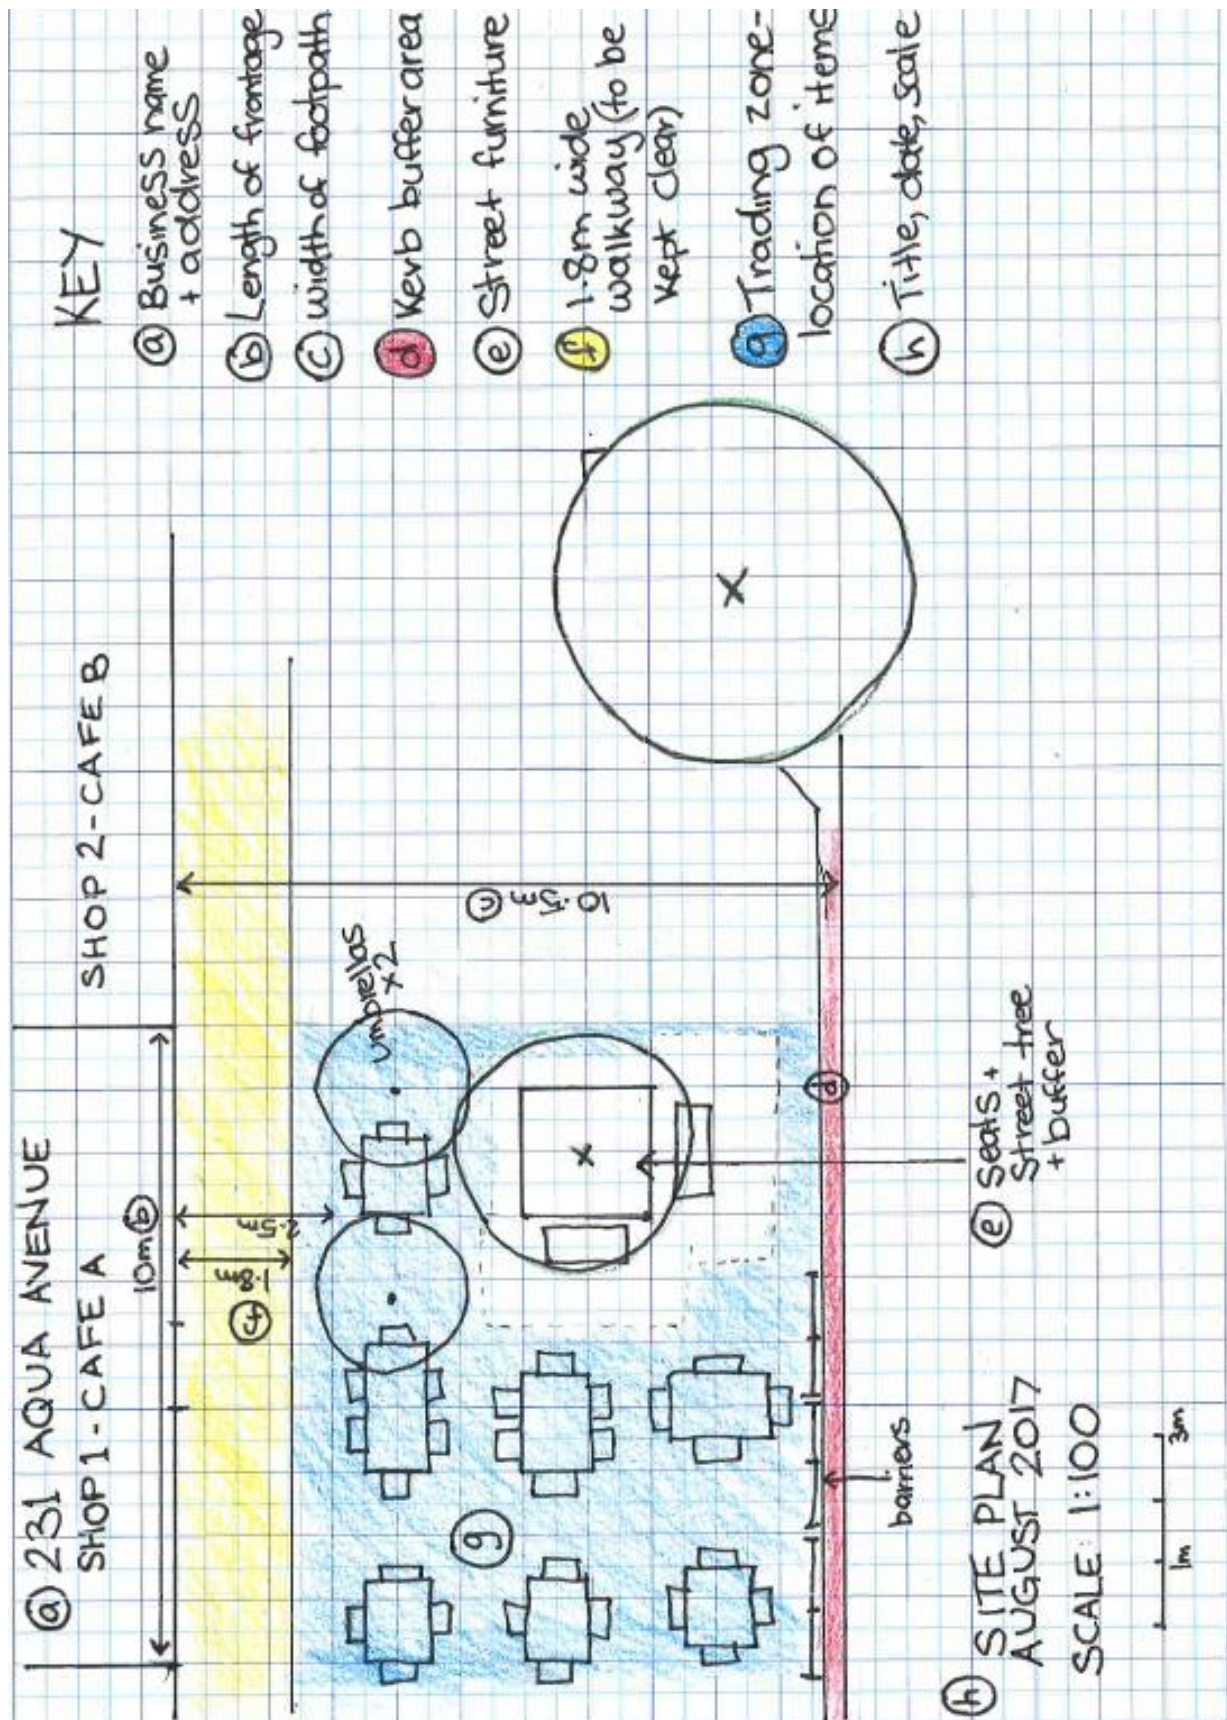 ⓐ 231 AQUA AVENUE
SHOP 1 - CAFE A
SHOP 2 - CAFE B
10m ⓑ
ⓕ 1.8m
2.5m
umbrellas
x2
10.5m ⓒ
ⓖ
ⓓ
barriers
ⓔ Seats +
Street tree
+ buffer
ⓗ SITE PLAN
AUGUST 2017
SCALE: 1:100
1m
3m
KEY
ⓐ Business name
+ address
ⓑ Length of frontage
ⓒ Width of footpath
ⓓ Kerb buffer area
ⓔ Street furniture
ⓕ 1.8m wide
walkway (to be
kept clear)
ⓖ Trading zone-
location of items
ⓗ Title, date, scale